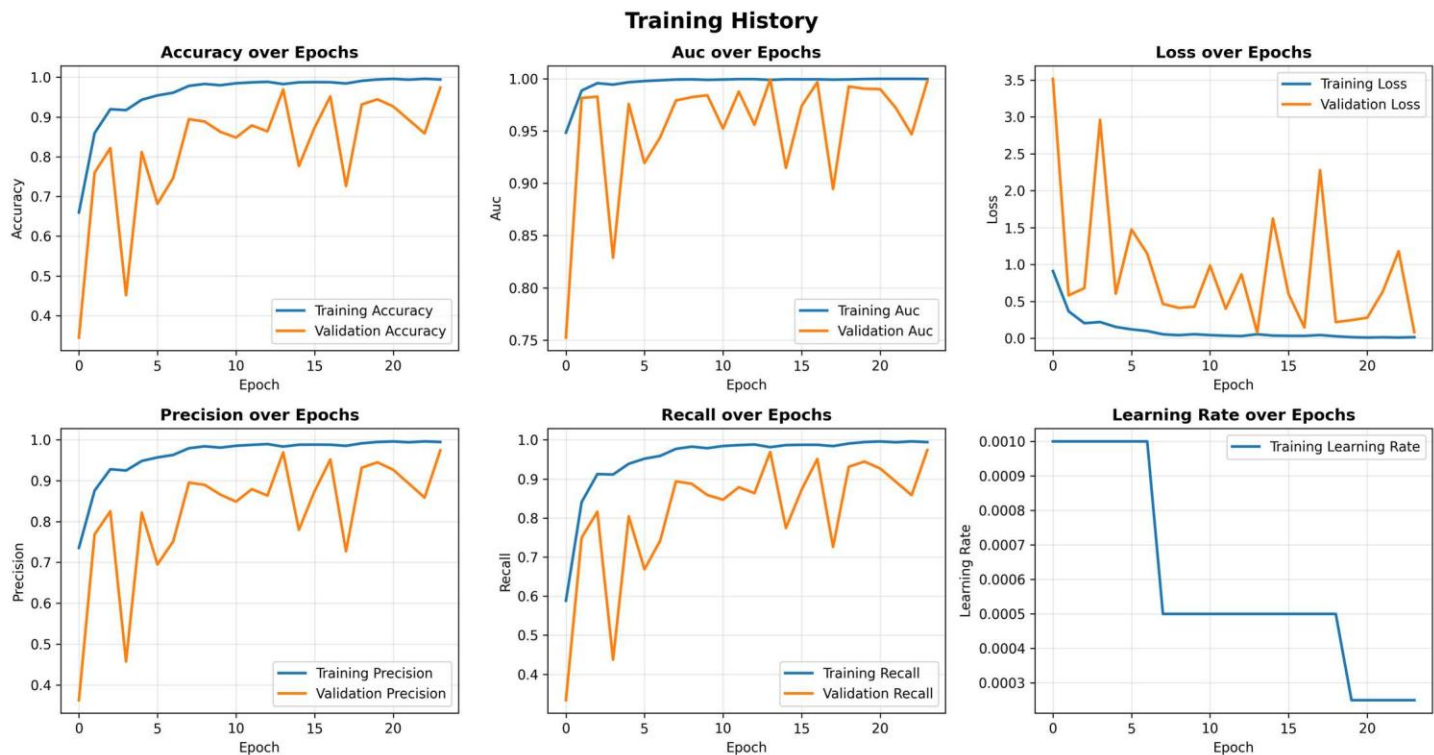 Training History
Accuracy over Epochs
1.0
0.9
0.8
0.7
0.6
0.5
0.4
Accuracy
Training Accuracy
Validation Accuracy
0 5 10 15 20
Epoch
Auc over Epochs
1.00
0.95
0.90
0.85
0.80
0.75
Auc
Training Auc
Validation Auc
0 5 10 15 20
Epoch
Loss over Epochs
Training Loss
Validation Loss
3.5
3.0
2.5
2.0
1.5
1.0
0.5
0.0
Loss
0 5 10 15 20
Epoch
Precision over Epochs
1.0
0.9
0.8
0.7
0.6
0.5
0.4
Precision
Training Precision
Validation Precision
0 5 10 15 20
Epoch
Recall over Epochs
1.0
0.9
0.8
0.7
0.6
0.5
0.4
Recall
Training Recall
Validation Recall
0 5 10 15 20
Epoch
Learning Rate over Epochs
Training Learning Rate
0.0010
0.0009
0.0008
0.0007
0.0006
0.0005
0.0004
0.0003
Learning Rate
0 5 10 15 20
Epoch